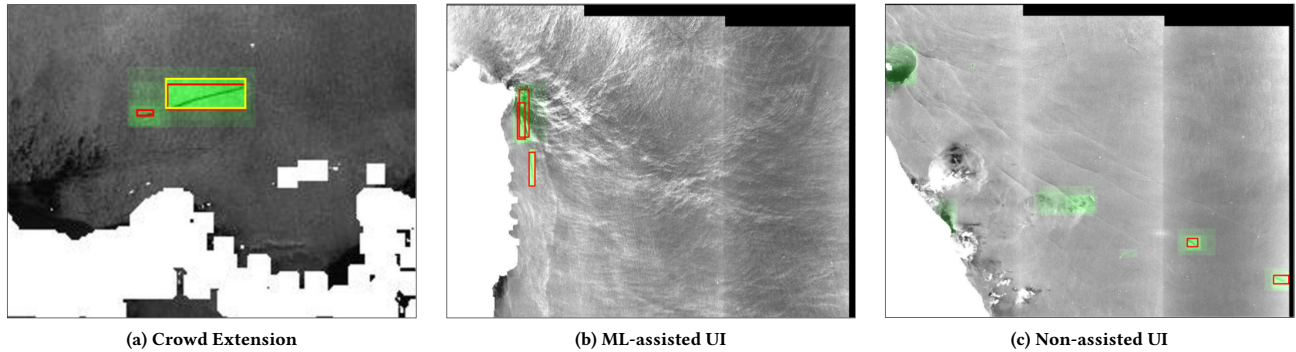 (a) Crowd Extension
(b) ML-assisted UI
(c) Non-assisted UI